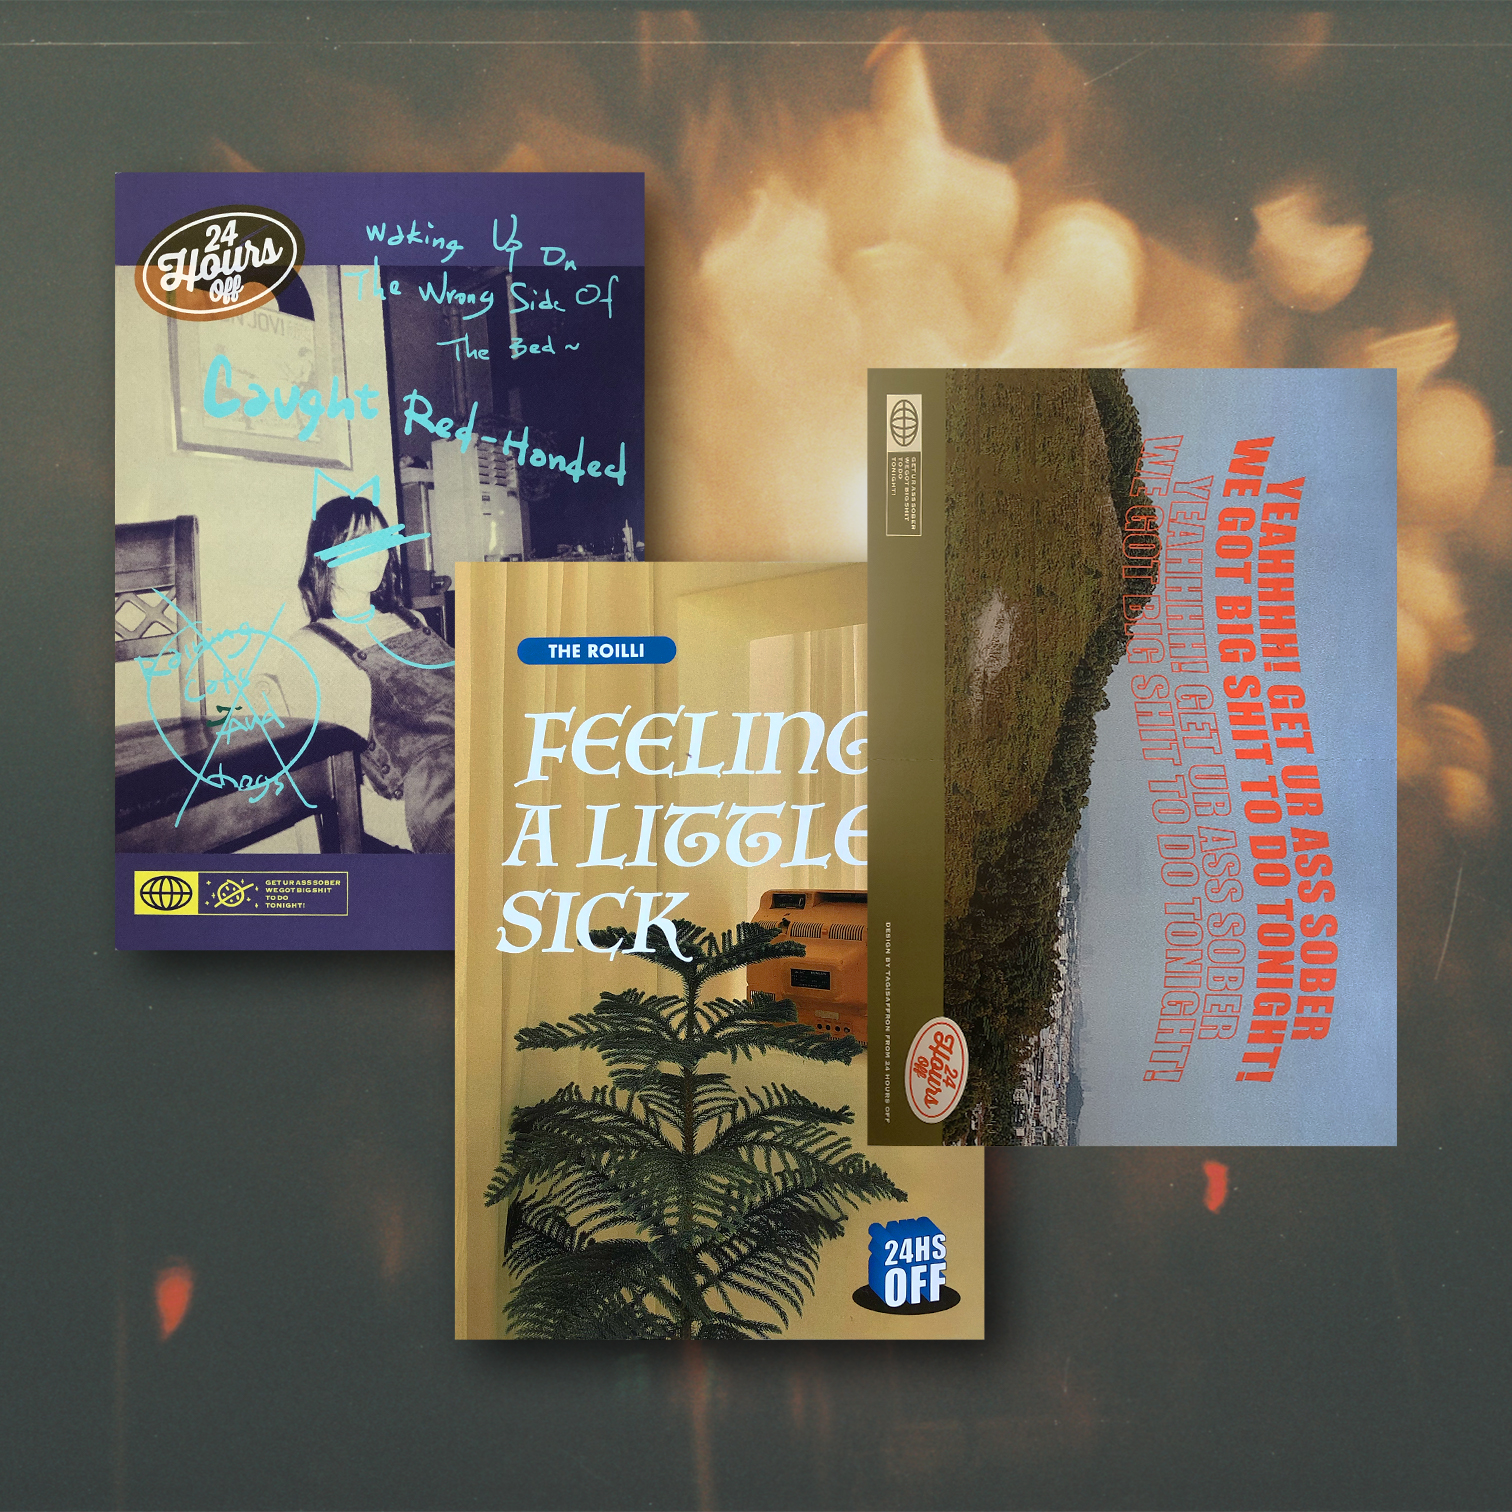 24
Hours
Off
Waking Up On
The Wrong Side Of
The Bed ~
Caught Red-Handed
Raining
Cats
And
dogs
GET UR ASS SOBER
WE GOT BIG SHIT
TO DO
TONIGHT!
THE ROILLI
FEELING
A LITTLE
SICK
24HS
OFF
YEAHHHH! GET UR ASS SOBER
WE GOT BIG SHIT TO DO TONIGHT!
YEAHHHH! GET UR ASS SOBER
WE GOT BIG SHIT TO DO TONIGHT!
GET UR ASS SOBER
WE GOT BIG SHIT
TO DO
TONIGHT!
DESIGN BY TAGISAFFRON FROM 24 HOURS OFF
24
Hours
Off